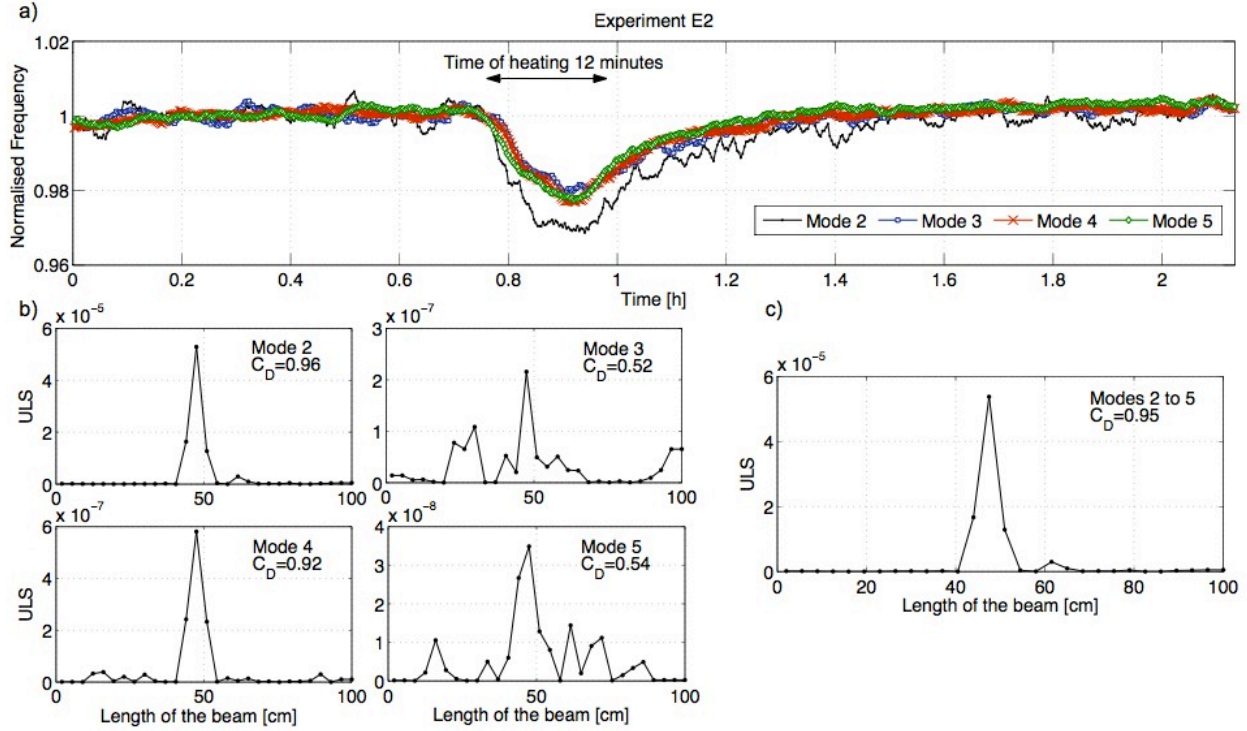 a)
Experiment E2
Normalised Frequency
1.02
1
0.98
0.96
Time of heating 12 minutes
Mode 2 Mode 3 Mode 4 Mode 5
0 0.2 0.4 0.6 0.8 1 1.2 1.4 1.6 1.8 2
Time [h]
b)
x 10^-5
ULS
6
4
2
0
Mode 2
C_D=0.96
0 50 100
x 10^-7
3
2
1
0
Mode 3
C_D=0.52
0 50 100
x 10^-7
ULS
6
4
2
0
Mode 4
C_D=0.92
0 50 100
Length of the beam [cm]
x 10^-8
4
3
2
1
0
Mode 5
C_D=0.54
0 50 100
Length of the beam [cm]
c)
x 10^-5
ULS
6
4
2
0
Modes 2 to 5
C_D=0.95
0 20 40 60 80 100
Length of the beam [cm]